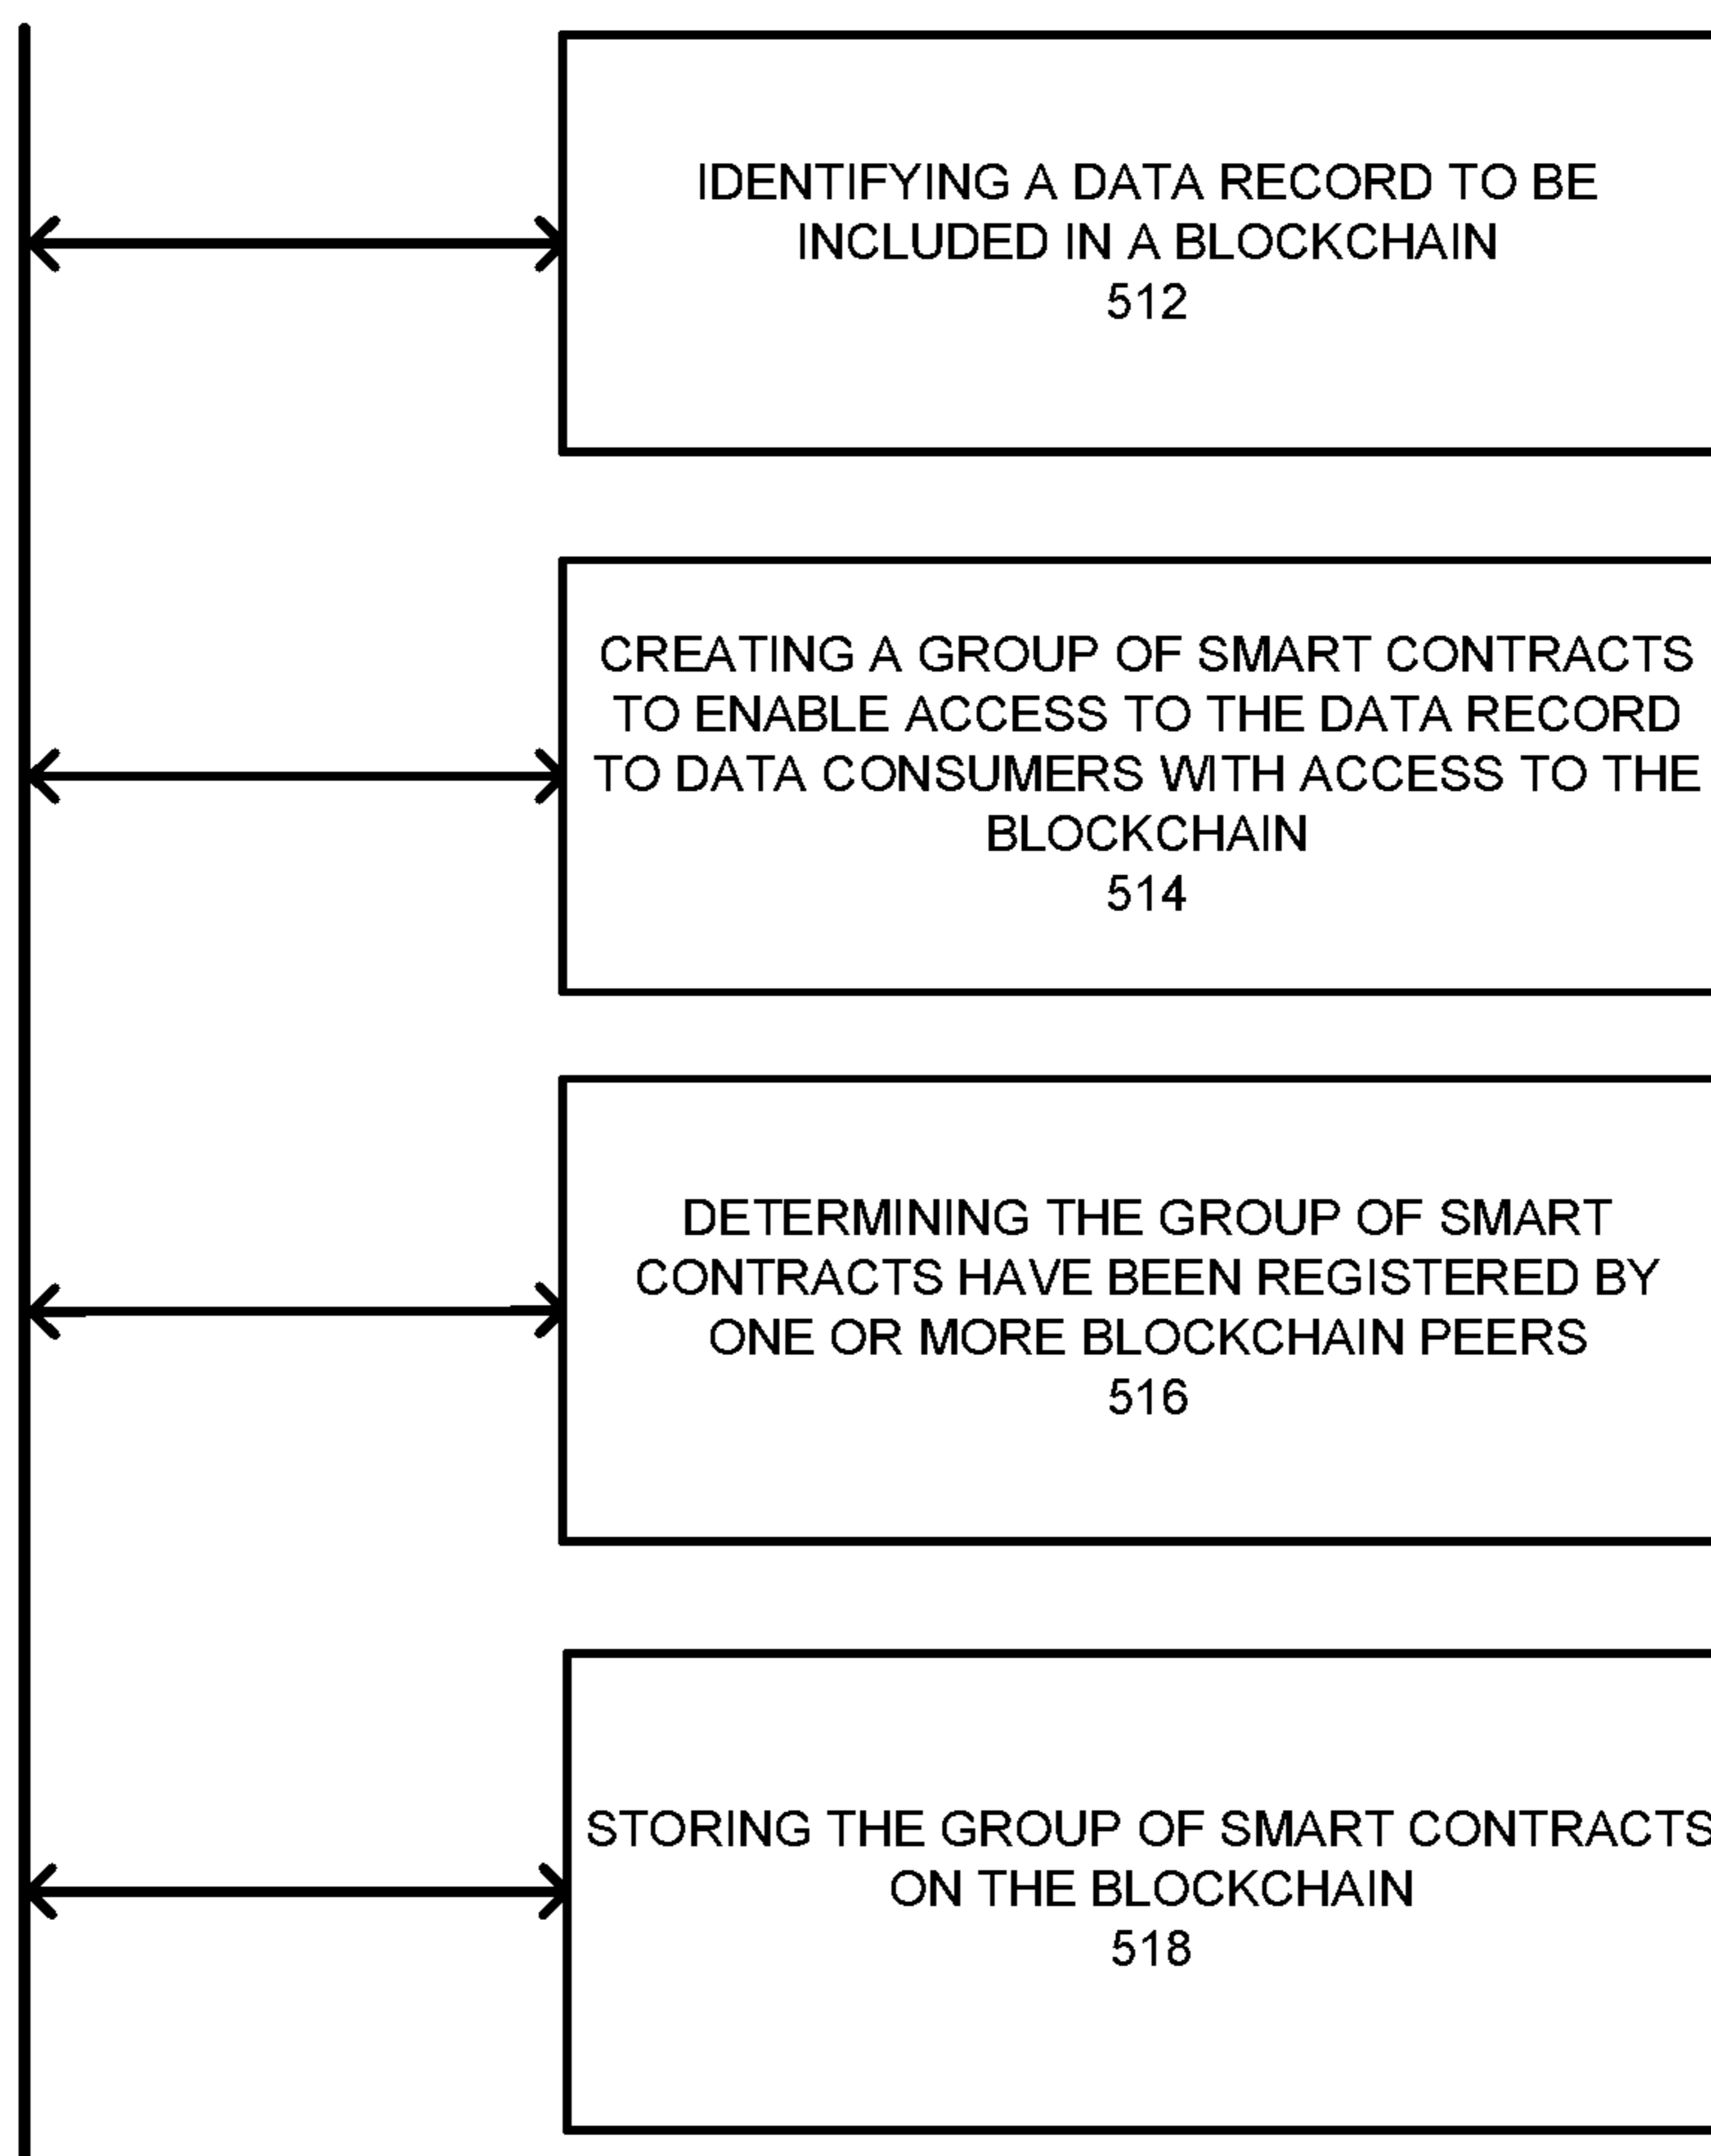 IDENTIFYING A DATA RECORD TO BE
INCLUDED IN A BLOCKCHAIN
512
CREATING A GROUP OF SMART CONTRACTS
TO ENABLE ACCESS TO THE DATA RECORD
TO DATA CONSUMERS WITH ACCESS TO THE
BLOCKCHAIN
514
DETERMINING THE GROUP OF SMART
CONTRACTS HAVE BEEN REGISTERED BY
ONE OR MORE BLOCKCHAIN PEERS
516
STORING THE GROUP OF SMART CONTRACTS
ON THE BLOCKCHAIN
518